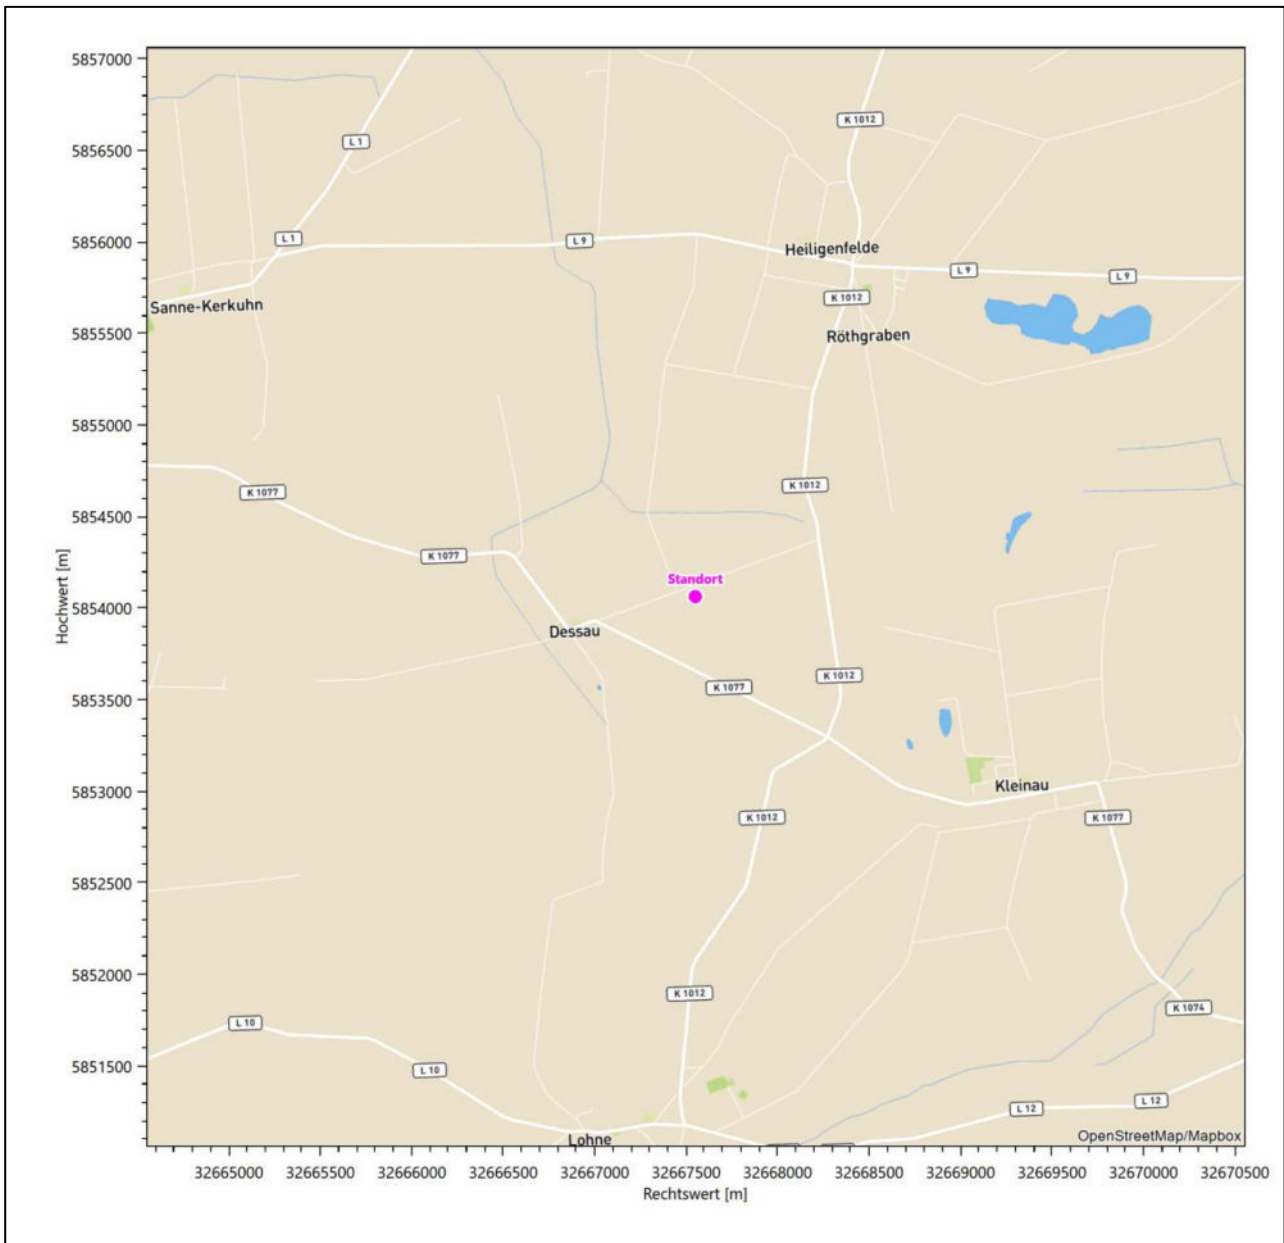 5857000
K 1012
L 1
5856500
L 1
L 9
5856000
Heiligenfelde
L 9
L 9
K 1012
Sanne-Kerkuhn
5855500
Röthgraben
5855000
K 1012
K 1077
5854500
K 1077
Standort
5854000
Hochwert [m]
Dessau
K 1077
K 1012
5853500
Kleinau
5853000
K 1012
K 1077
5852500
5852000
K 1012
K 1074
L 10
5851500
L 10
L 12
L 12
Lohne
OpenStreetMap/Mapbox
32665000 32665500 32666000 32666500 32667000 32667500 32668000 32668500 32669000 32669500 32670000 32670500
Rechtswert [m]